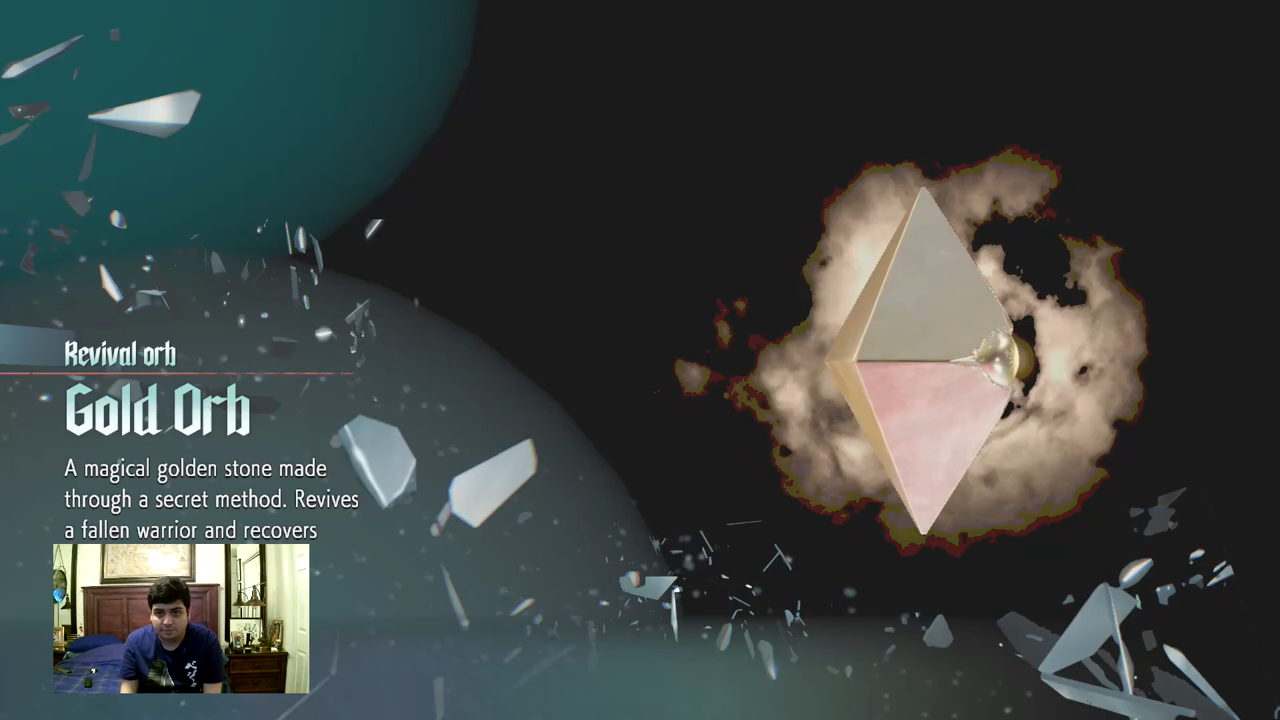 Revival orb
Gold Orb
A magical golden stone made
through a secret method. Revives
a fallen warrior and recovers